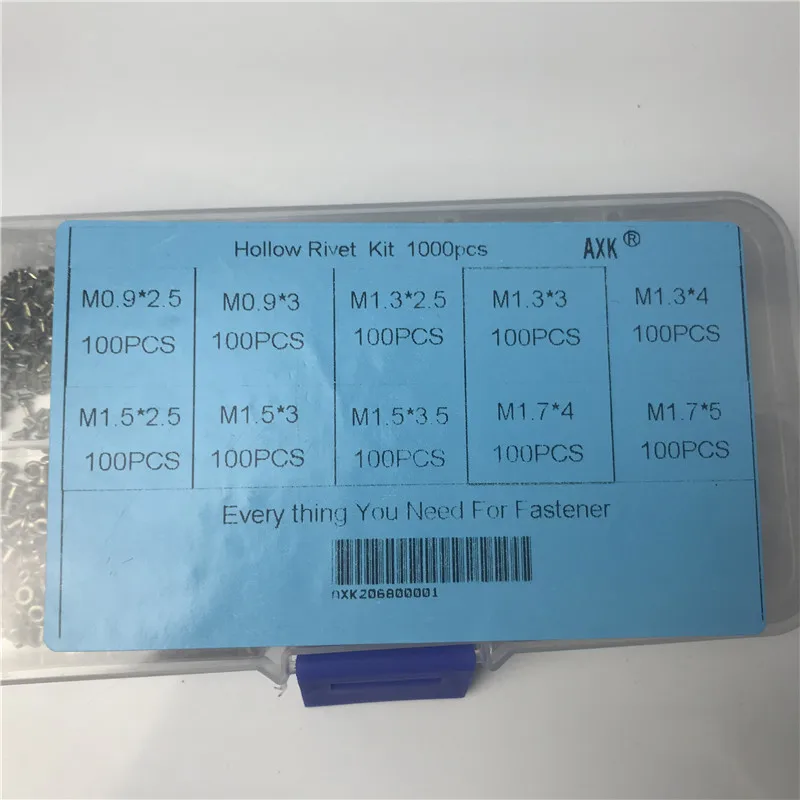 Hollow Rivet Kit 1000pcs AXK®
M0.9*2.5 M0.9*3 M1.3*2.5 M1.3*3 M1.3*4
100PCS 100PCS 100PCS 100PCS 100PCS
M1.5*2.5 M1.5*3 M1.5*3.5 M1.7*4 M1.7*5
100PCS 100PCS 100PCS 100PCS 100PCS
Every thing You Need For Fastener
AXK206800001